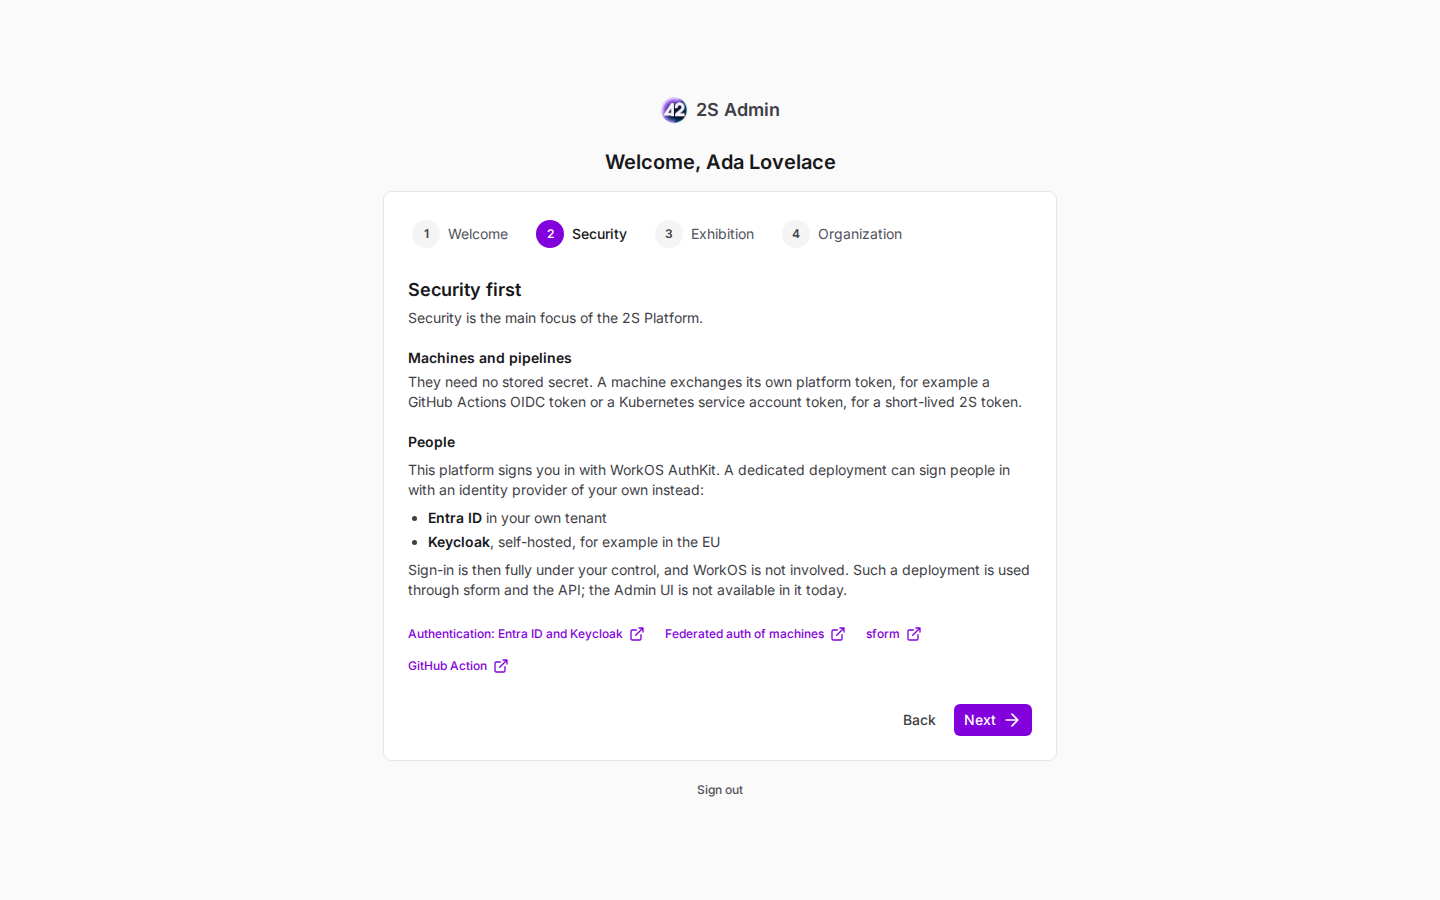 42 2S Admin
Welcome, Ada Lovelace
1 Welcome 2 Security 3 Exhibition 4 Organization
Security first
Security is the main focus of the 2S Platform.
Machines and pipelines
They need no stored secret. A machine exchanges its own platform token, for example a
GitHub Actions OIDC token or a Kubernetes service account token, for a short-lived 2S token.
People
This platform signs you in with WorkOS AuthKit. A dedicated deployment can sign people in
with an identity provider of your own instead:
• Entra ID in your own tenant
• Keycloak, self-hosted, for example in the EU
Sign-in is then fully under your control, and WorkOS is not involved. Such a deployment is used
through sform and the API; the Admin UI is not available in it today.
Authentication: Entra ID and Keycloak Federated auth of machines sform
GitHub Action
Back Next
Sign out